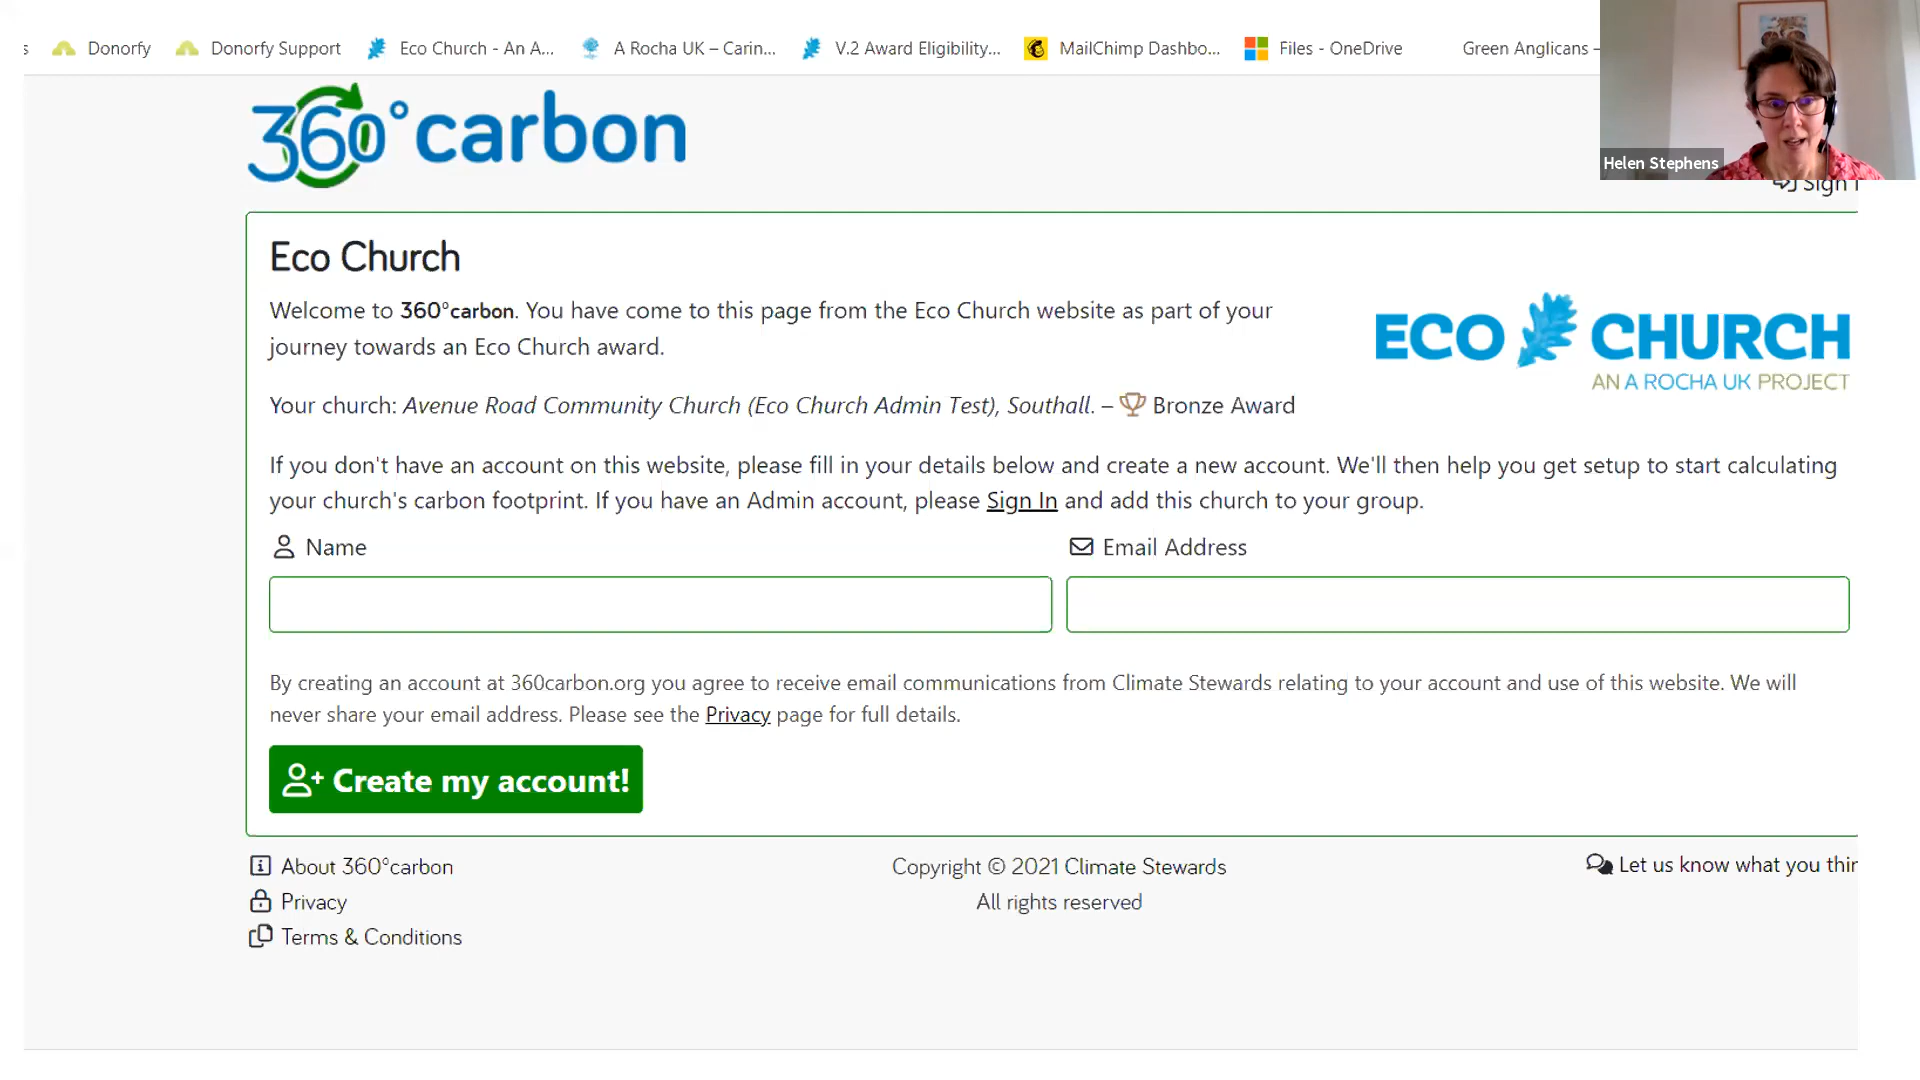 s Donorfy Donorfy Support Eco Church - An A... A Rocha UK – Carin... V.2 Award Eligibility... MailChimp Dashbo... Files - OneDrive Green Anglicans –
360°carbon
Helen Stephens
Sign I
Eco Church
Welcome to 360°carbon. You have come to this page from the Eco Church website as part of your
journey towards an Eco Church award.
ECO CHURCH
AN A ROCHA UK PROJECT
Your church: Avenue Road Community Church (Eco Church Admin Test), Southall. – Bronze Award
If you don't have an account on this website, please fill in your details below and create a new account. We'll then help you get setup to start calculating
your church's carbon footprint. If you have an Admin account, please Sign In and add this church to your group.
Name Email Address
By creating an account at 360carbon.org you agree to receive email communications from Climate Stewards relating to your account and use of this website. We will
never share your email address. Please see the Privacy page for full details.
Create my account!
About 360°carbon Copyright © 2021 Climate Stewards Let us know what you thin
Privacy All rights reserved
Terms & Conditions